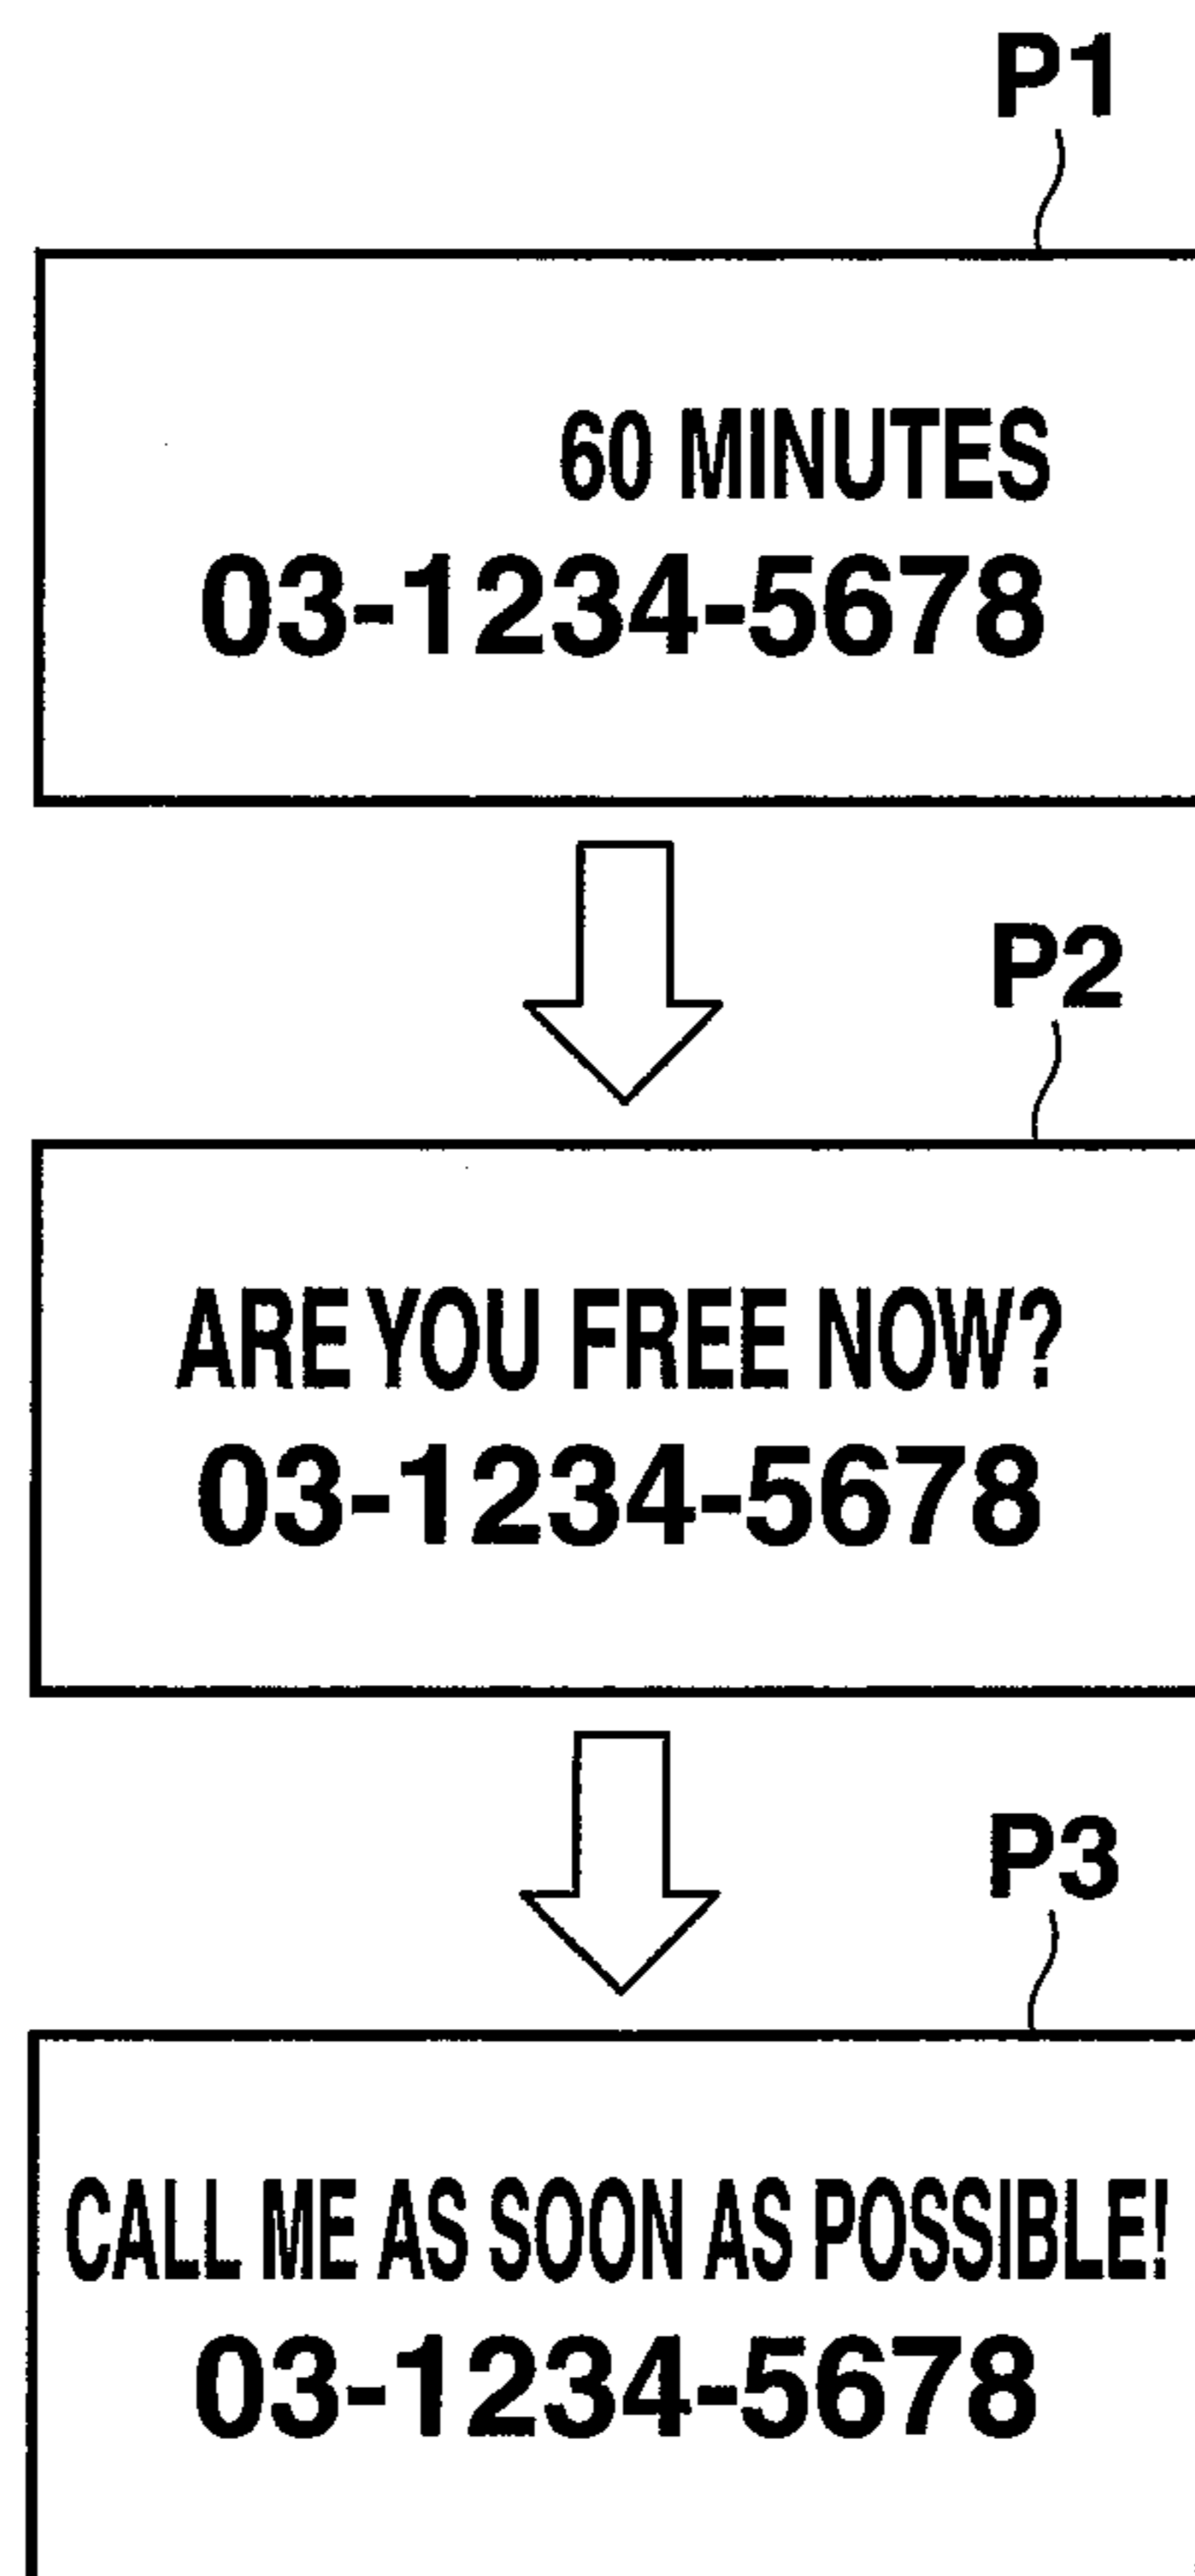 P1
60 MINUTES
03-1234-5678
P2
ARE YOU FREE NOW?
03-1234-5678
P3
CALL ME AS SOON AS POSSIBLE!
03-1234-5678